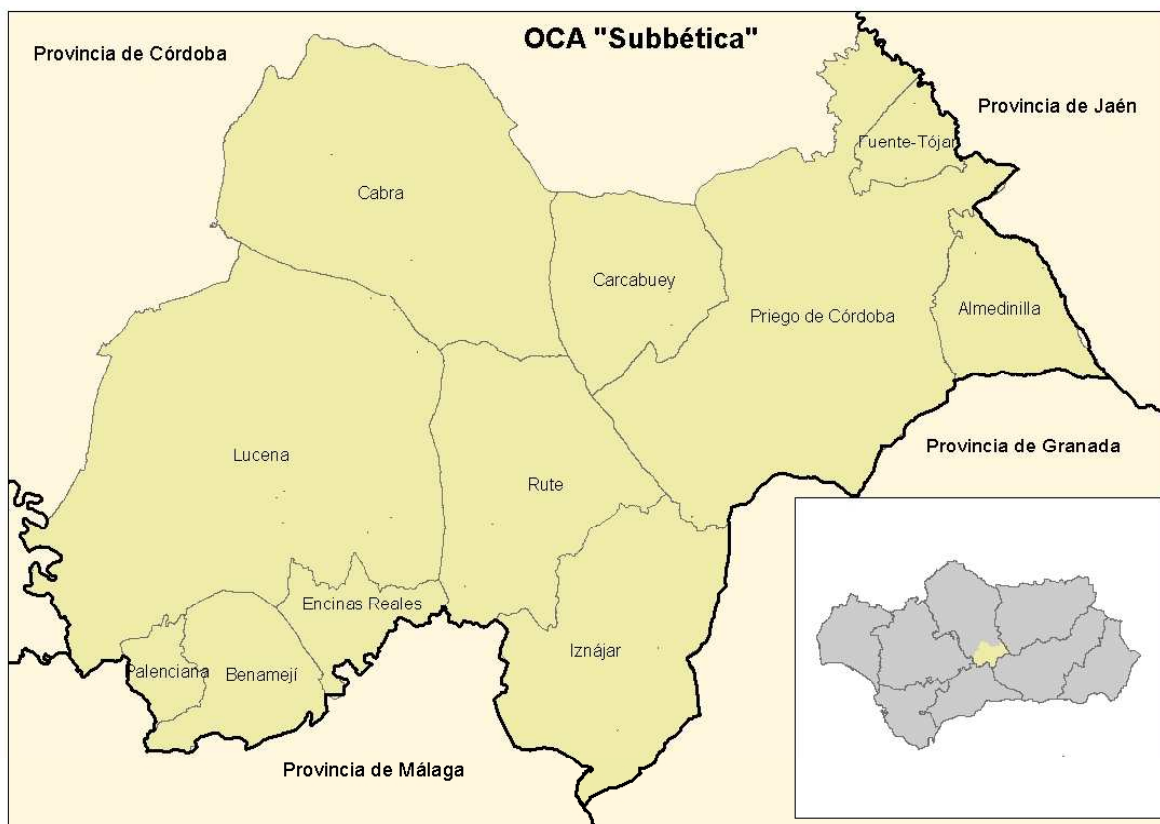 OCA "Subbética"
Provincia de Córdoba
Provincia de Jaén
Fuente-Tójar
Cabra
Carcabuey
Almedinilla
Priego de Córdoba
Provincia de Granada
Lucena
Rute
Encinas Reales
Iznájar
Palenciana
Benamejí
Provincia de Málaga